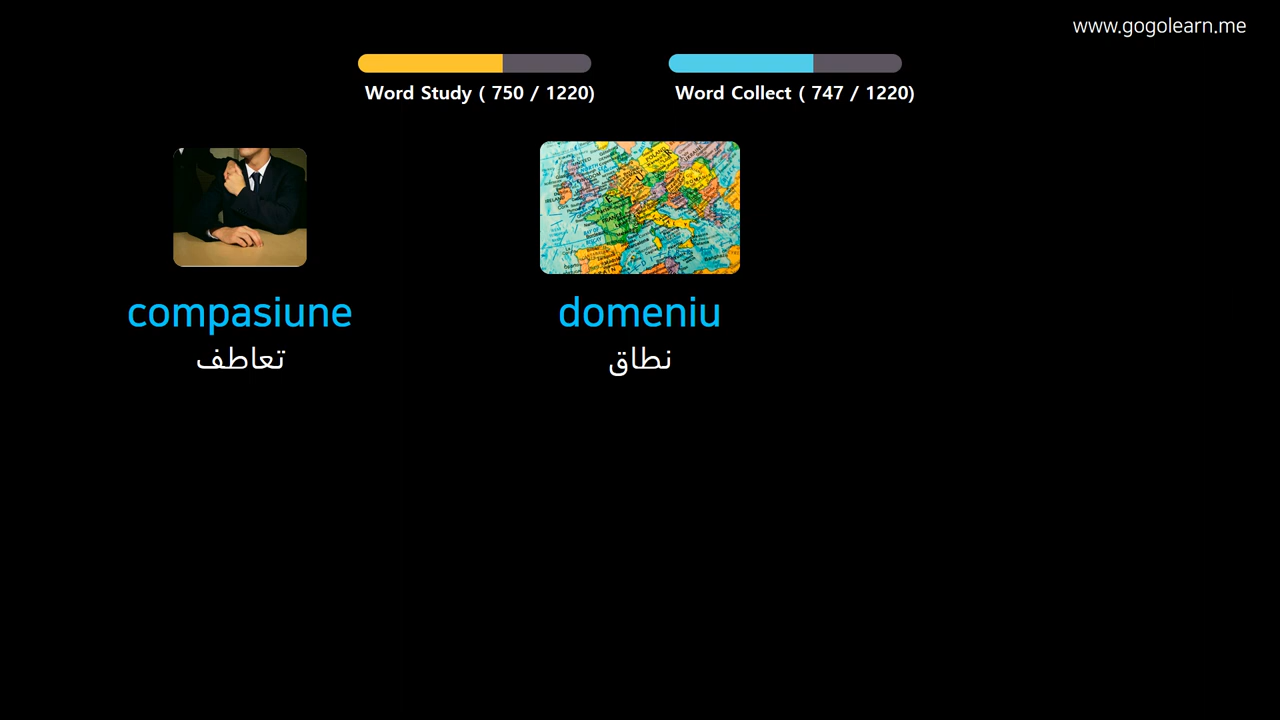 www.gogolearn.me
Word Study ( 750 / 1220)
Word Collect ( 747 / 1220)
compasiune
تعاطف
domeniu
نطاق